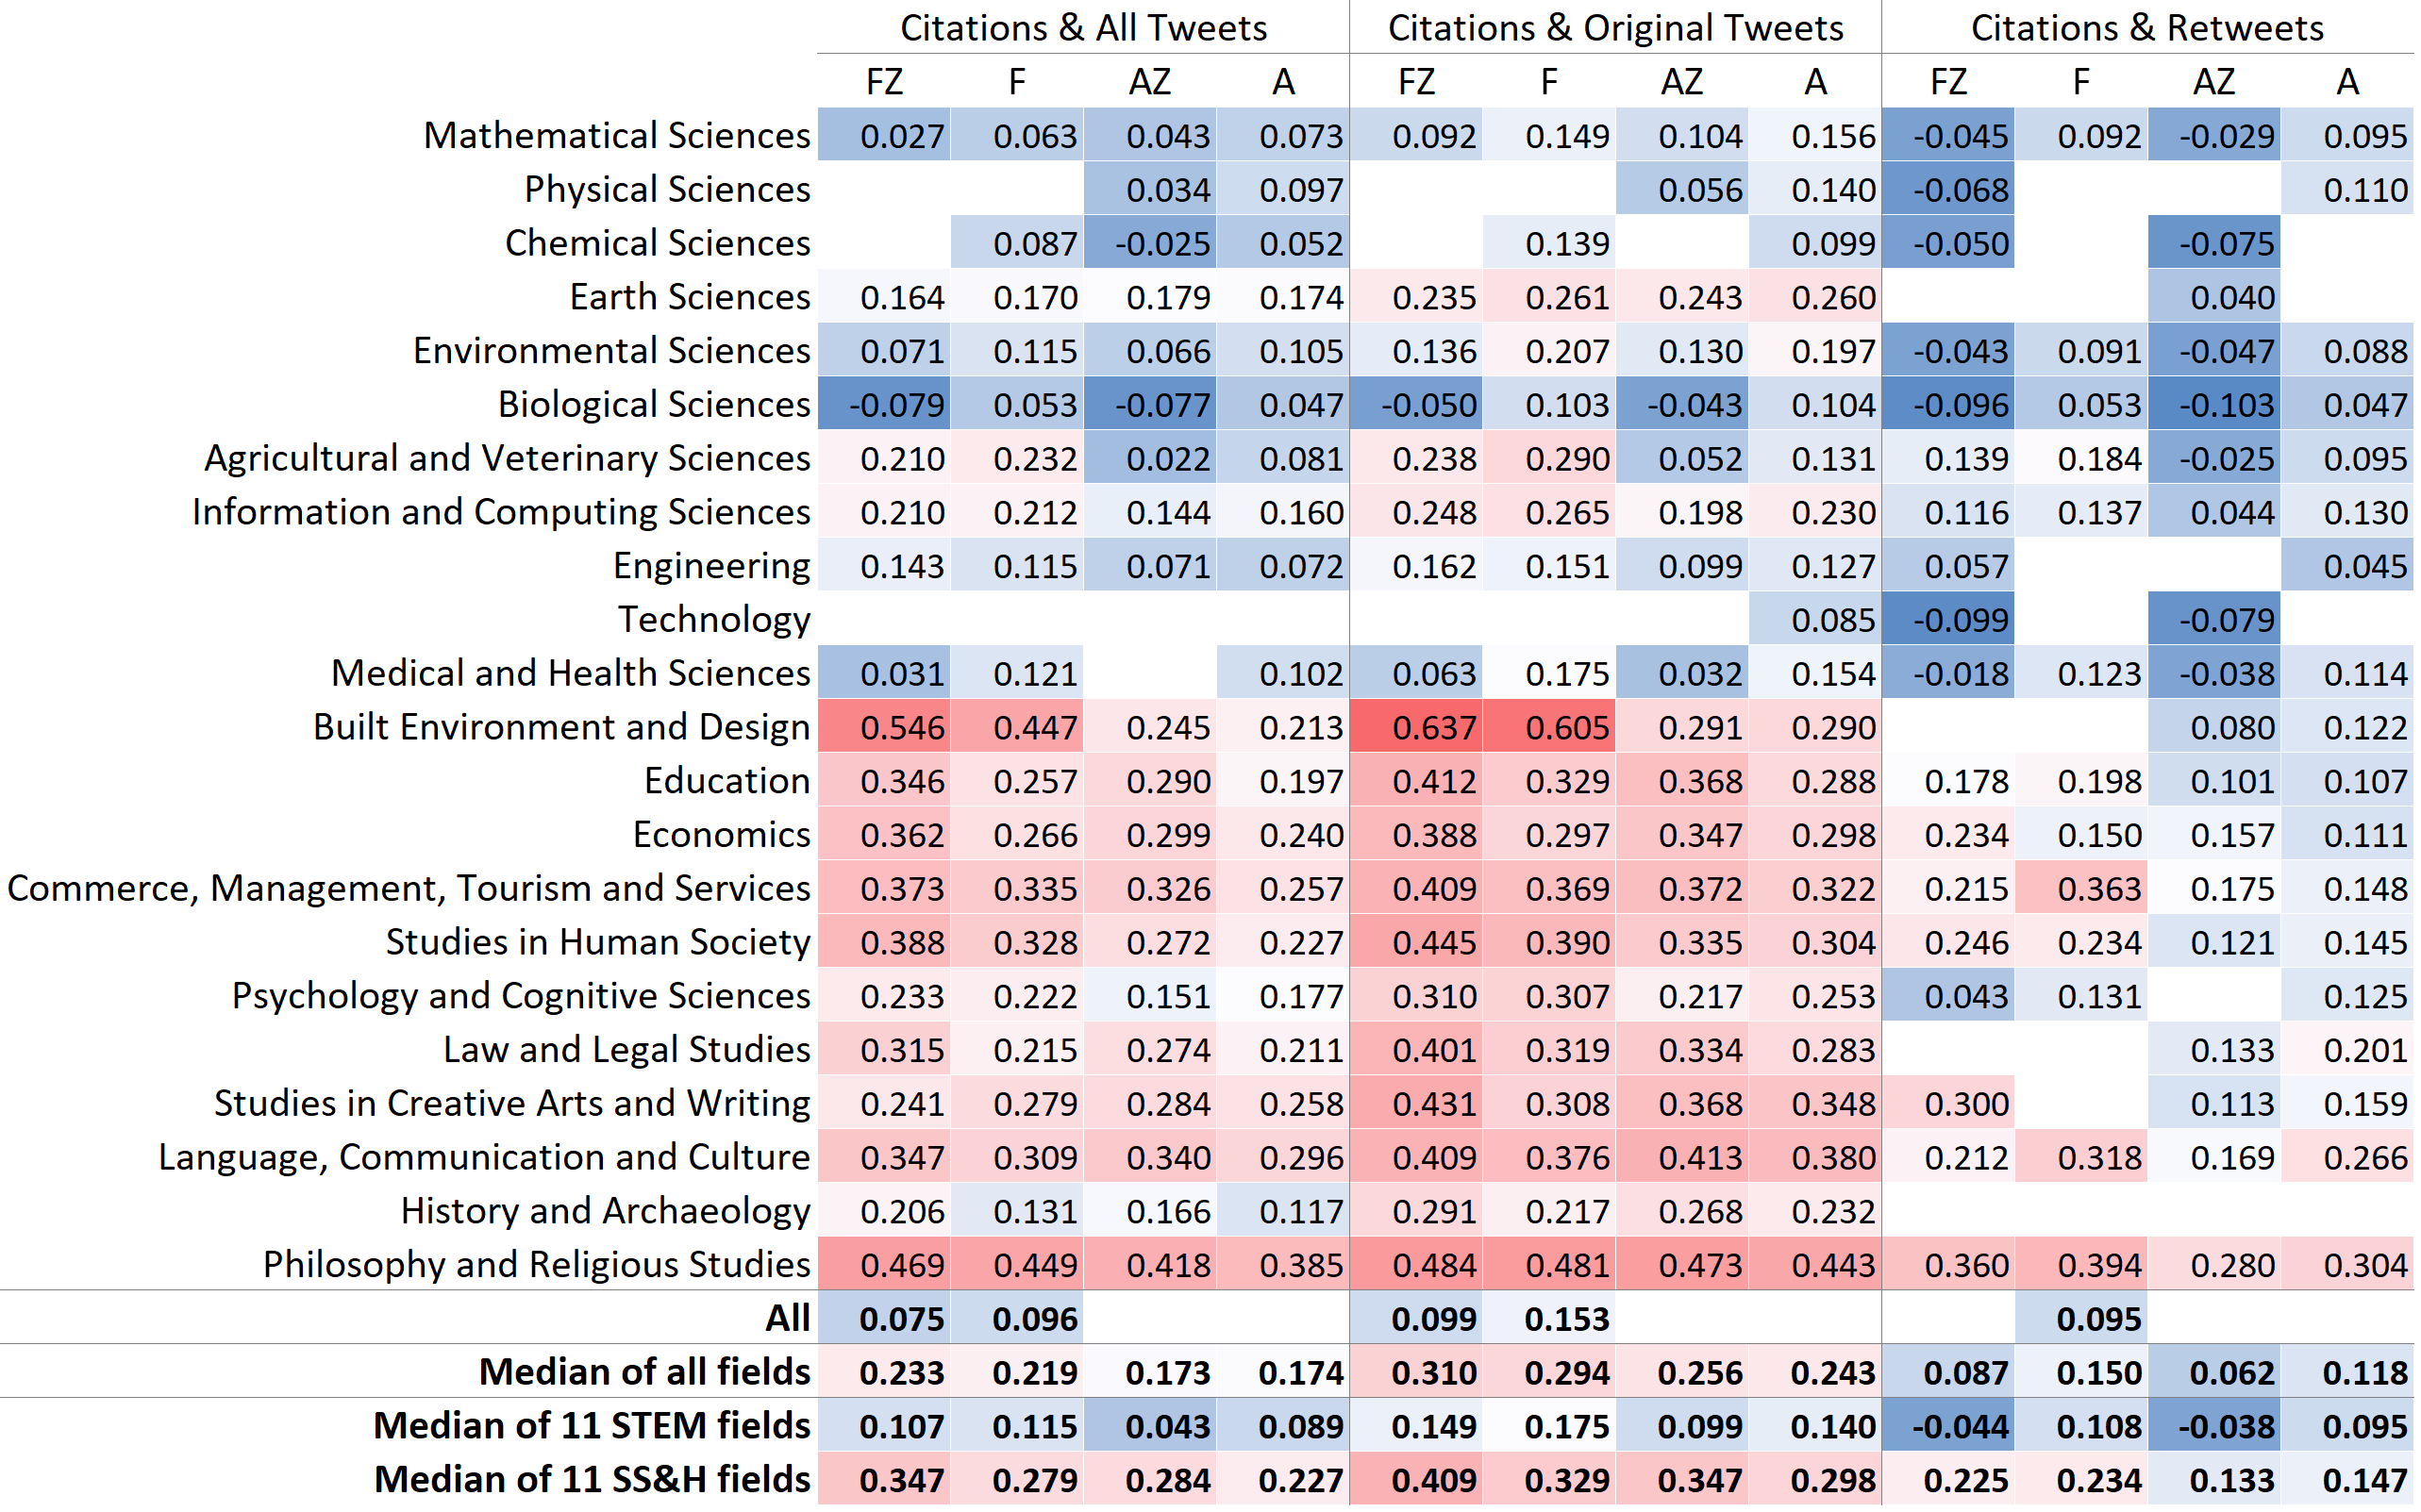 Citations & All Tweets Citations & Original Tweets Citations & Retweets
FZ F AZ A FZ F AZ A FZ F AZ A
Mathematical Sciences 0.027 0.063 0.043 0.073 0.092 0.149 0.104 0.156 -0.045 0.092 -0.029 0.095
Physical Sciences 0.034 0.097 0.056 0.140 -0.068 0.110
Chemical Sciences 0.087 -0.025 0.052 0.139 0.099 -0.050 -0.075
Earth Sciences 0.164 0.170 0.179 0.174 0.235 0.261 0.243 0.260 0.040
Environmental Sciences 0.071 0.115 0.066 0.105 0.136 0.207 0.130 0.197 -0.043 0.091 -0.047 0.088
Biological Sciences -0.079 0.053 -0.077 0.047 -0.050 0.103 -0.043 0.104 -0.096 0.053 -0.103 0.047
Agricultural and Veterinary Sciences 0.210 0.232 0.022 0.081 0.238 0.290 0.052 0.131 0.139 0.184 -0.025 0.095
Information and Computing Sciences 0.210 0.212 0.144 0.160 0.248 0.265 0.198 0.230 0.116 0.137 0.044 0.130
Engineering 0.143 0.115 0.071 0.072 0.162 0.151 0.099 0.127 0.057 0.045
Technology 0.085 -0.099 -0.079
Medical and Health Sciences 0.031 0.121 0.102 0.063 0.175 0.032 0.154 -0.018 0.123 -0.038 0.114
Built Environment and Design 0.546 0.447 0.245 0.213 0.637 0.605 0.291 0.290 0.080 0.122
Education 0.346 0.257 0.290 0.197 0.412 0.329 0.368 0.288 0.178 0.198 0.101 0.107
Economics 0.362 0.266 0.299 0.240 0.388 0.297 0.347 0.298 0.234 0.150 0.157 0.111
Commerce, Management, Tourism and Services 0.373 0.335 0.326 0.257 0.409 0.369 0.372 0.322 0.215 0.363 0.175 0.148
Studies in Human Society 0.388 0.328 0.272 0.227 0.445 0.390 0.335 0.304 0.246 0.234 0.121 0.145
Psychology and Cognitive Sciences 0.233 0.222 0.151 0.177 0.310 0.307 0.217 0.253 0.043 0.131 0.125
Law and Legal Studies 0.315 0.215 0.274 0.211 0.401 0.319 0.334 0.283 0.133 0.201
Studies in Creative Arts and Writing 0.241 0.279 0.284 0.258 0.431 0.308 0.368 0.348 0.300 0.113 0.159
Language, Communication and Culture 0.347 0.309 0.340 0.296 0.409 0.376 0.413 0.380 0.212 0.318 0.169 0.266
History and Archaeology 0.206 0.131 0.166 0.117 0.291 0.217 0.268 0.232
Philosophy and Religious Studies 0.469 0.449 0.418 0.385 0.484 0.481 0.473 0.443 0.360 0.394 0.280 0.304
All 0.075 0.096 0.099 0.153 0.095
Median of all fields 0.233 0.219 0.173 0.174 0.310 0.294 0.256 0.243 0.087 0.150 0.062 0.118
Median of 11 STEM fields 0.107 0.115 0.043 0.089 0.149 0.175 0.099 0.140 -0.044 0.108 -0.038 0.095
Median of 11 SS&H fields 0.347 0.279 0.284 0.227 0.409 0.329 0.347 0.298 0.225 0.234 0.133 0.147